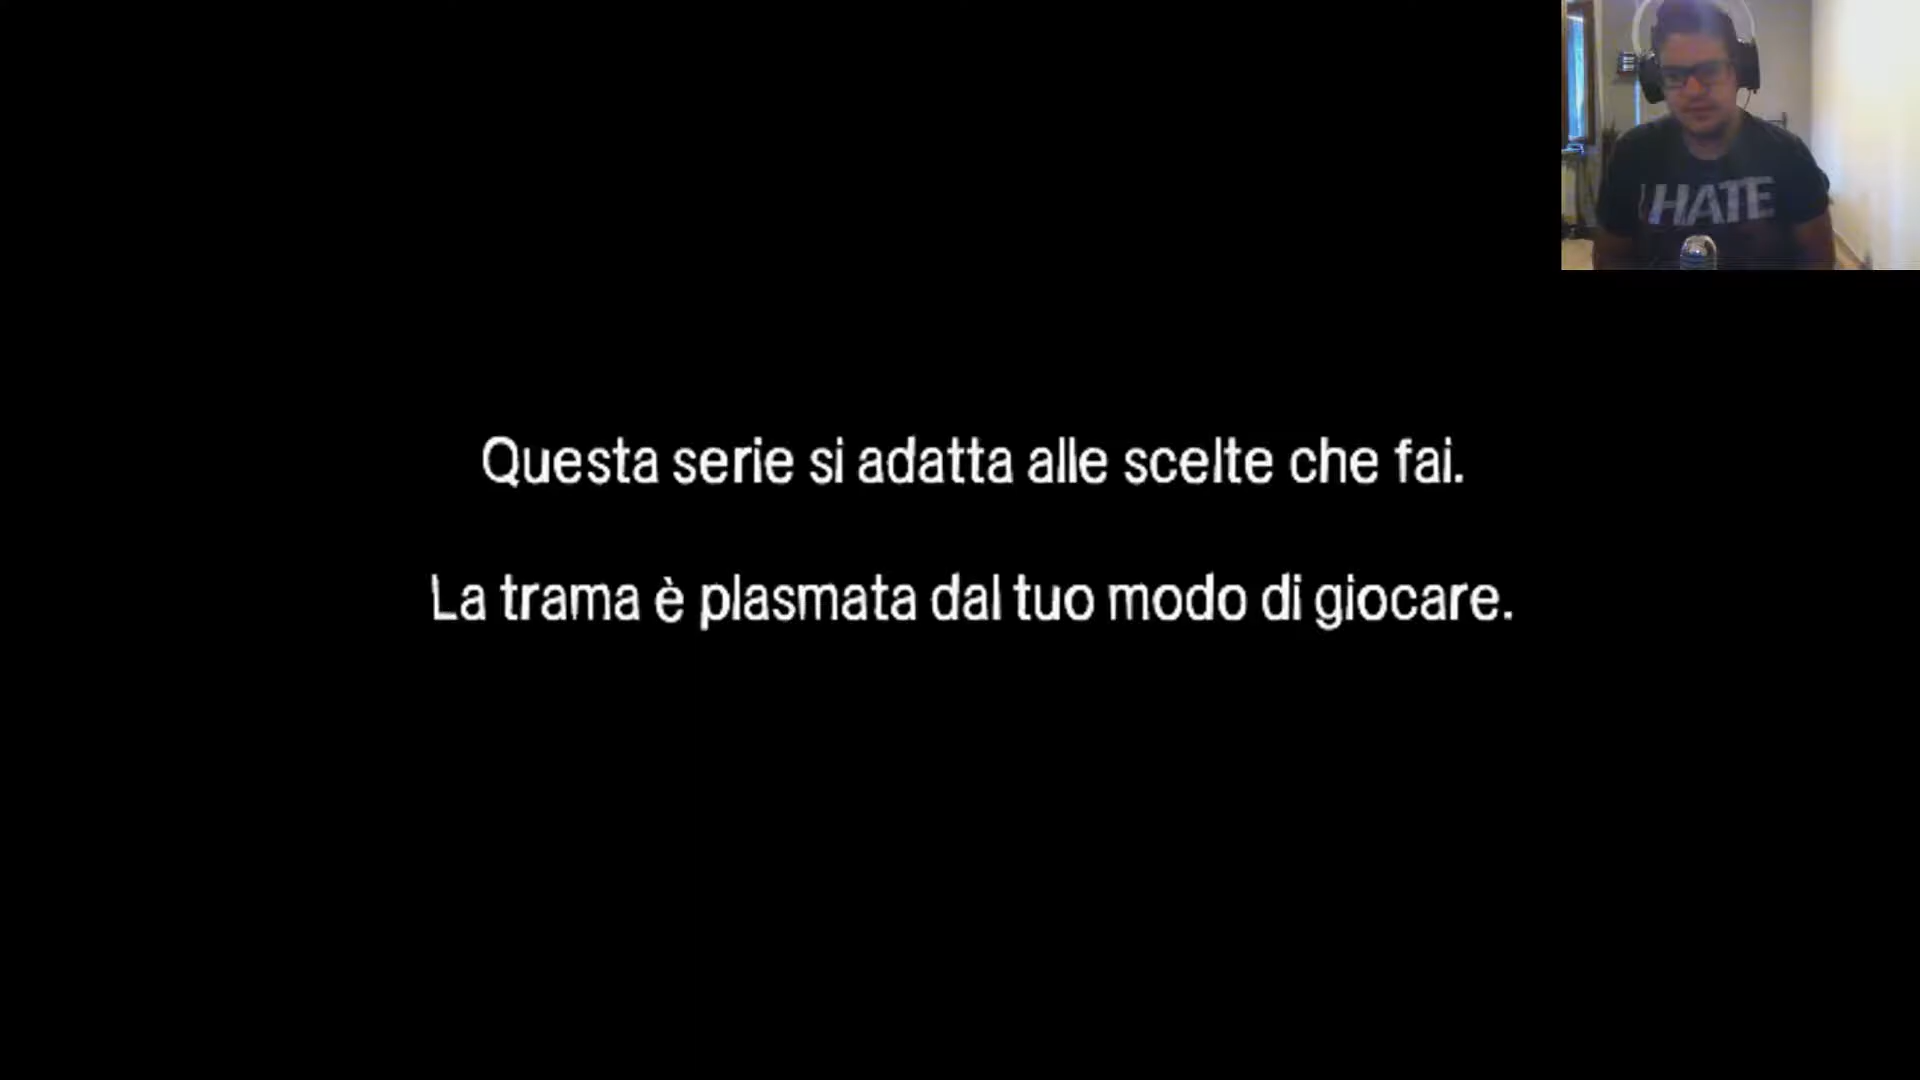 HATE
Questa serie si adatta alle scelte che fai.
La trama è plasmata dal tuo modo di giocare.